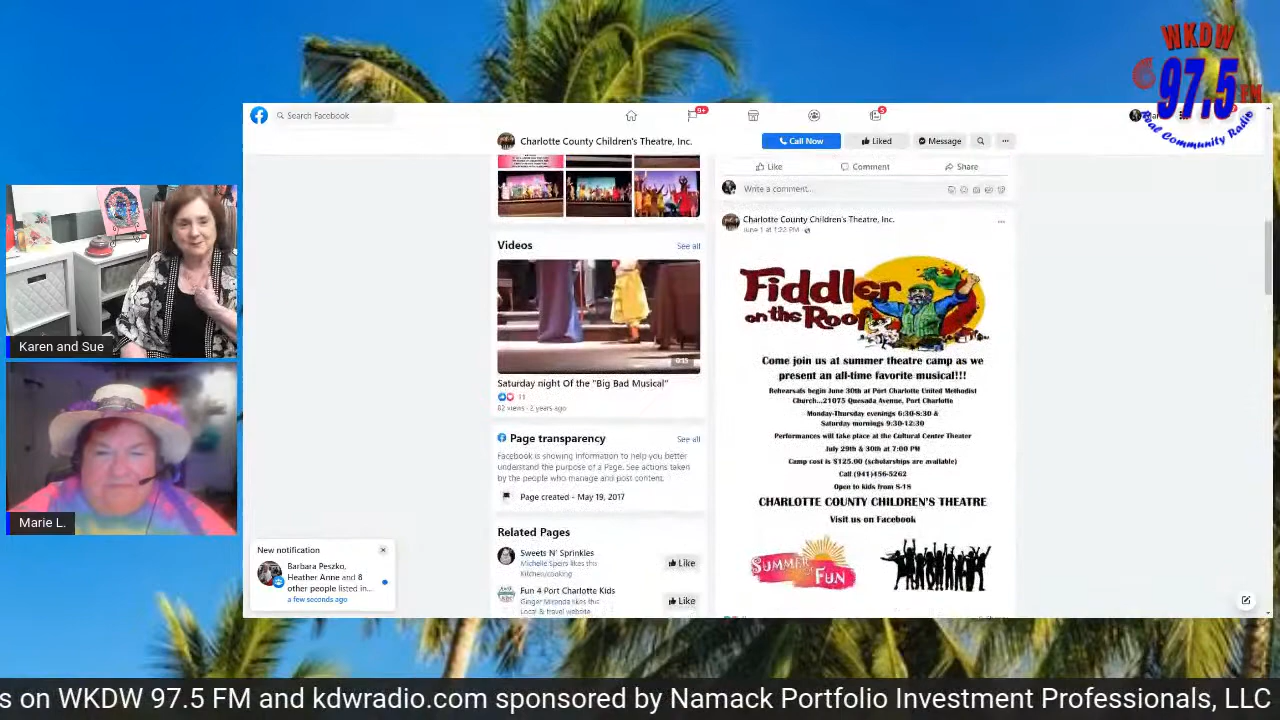 WKDW
97.5 FM
Real Community Radio
Search Facebook
9+
5
Charlotte County Children's Theatre, Inc.
Call Now
Liked
Message
Like
Comment
Share
Write a comment...
Videos
See all
0:15
Saturday night Of the "Big Bad Musical"
11
82 views · 2 years ago
Page transparency
See all
Facebook is showing information to help you better
understand the purpose of a Page. See actions taken
by the people who manage and post content.
Page created - May 19, 2017
Related Pages
Sweets N' Sprinkles
Michelle Speirs likes this
Kitchen/cooking
Like
Fun 4 Port Charlotte Kids
Ginger Miranda likes this
Local & travel website
Like
Charlotte County Children's Theatre, Inc.
June 1 at 1:22 PM ·
Fiddler
on the Roof
Come join us at summer theatre camp as we
present an all-time favorite musical!!!
Rehearsals begin June 30th at Port Charlotte United Methodist
Church...21075 Quesada Avenue, Port Charlotte
Monday-Thursday evenings 6:30-8:30 &
Saturday mornings 9:30-12:30
Performances will take place at the Cultural Center Theater
July 29th & 30th at 7:00 PM
Camp cost is $125.00 (scholarships are available)
Call (941)456-5262
Open to kids from 8-18
CHARLOTTE COUNTY CHILDREN'S THEATRE
Visit us on Facebook
SUMMER
of FUN
Karen and Sue
Marie L.
New notification
Barbara Peszko,
Heather Anne and 8
other people listed in...
a few seconds ago
s on WKDW 97.5 FM and kdwradio.com sponsored by Namack Portfolio Investment Professionals, LLC